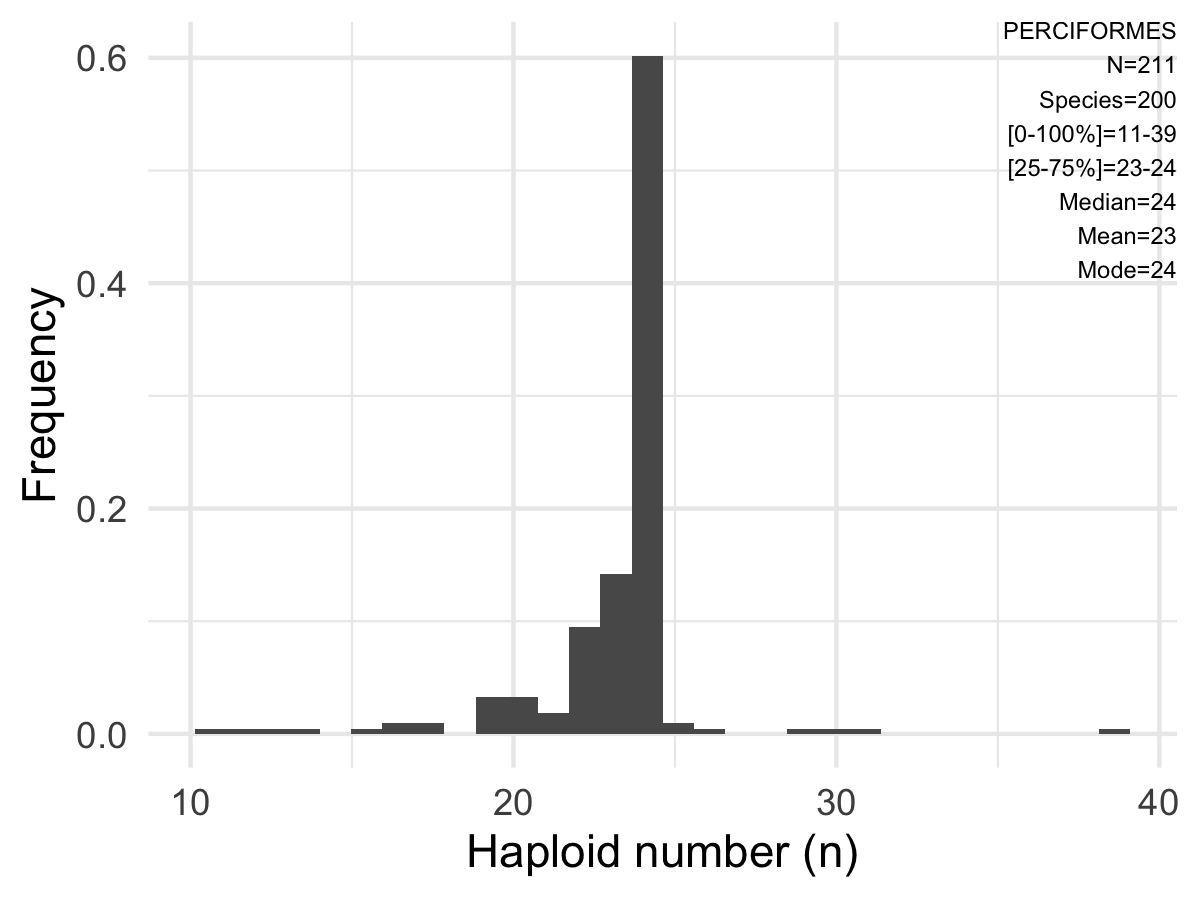 PERCIFORMES
N=211
Species=200
[0-100%]=11-39
[25-75%]=23-24
Median=24
Mean=23
Mode=24
0.6
0.4
0.2
0.0
Frequency
10 20 30 40
Haploid number (n)